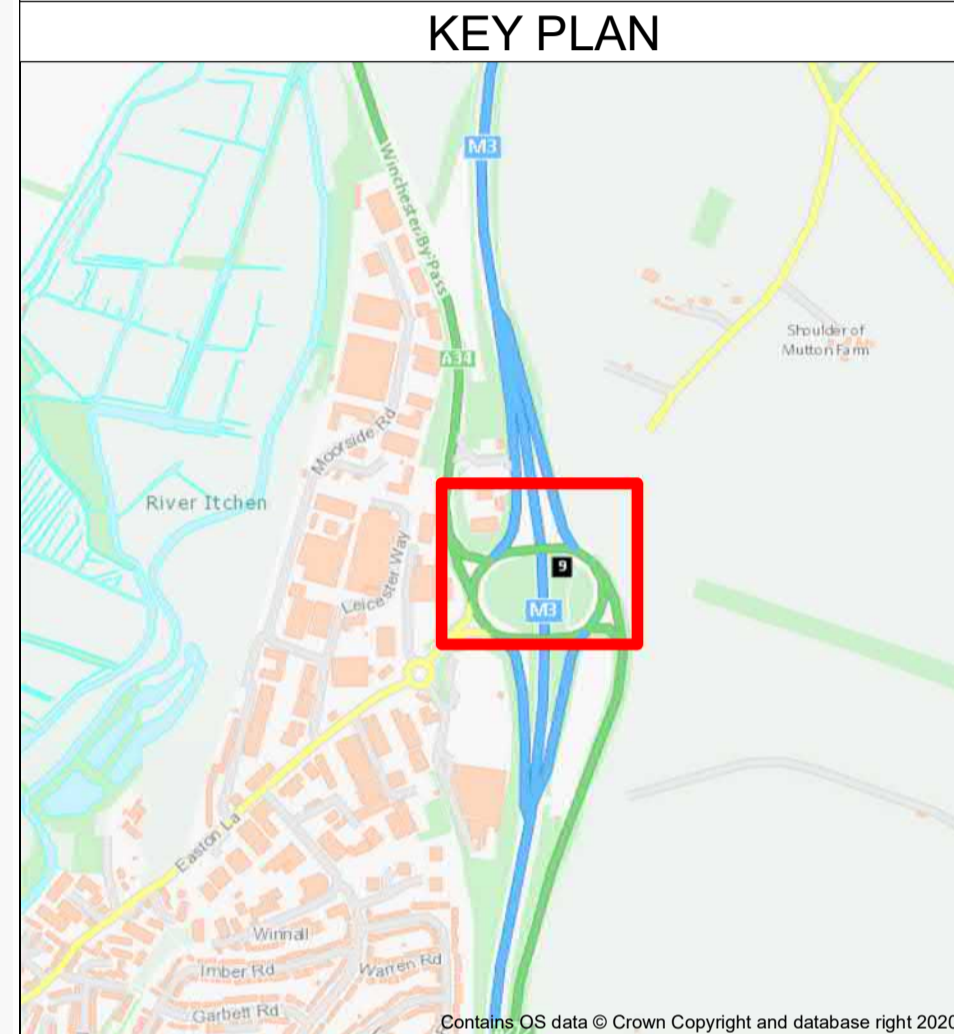 KEY PLAN
M3
Winchester By-Pass
A34
Shoulder of
Mutton Farm
Moorside Rd
River Itchen
Leicester Way
9
M3
Easton La
Winnall
Imber Rd
Warren Rd
Garbett Rd
Contains OS data © Crown Copyright and database right 2020